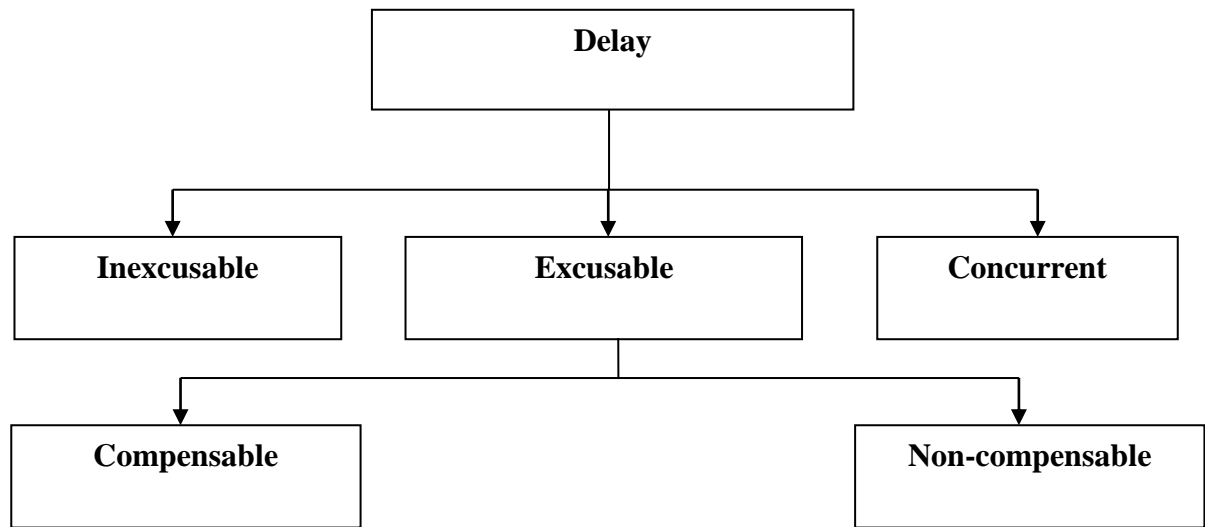 Delay
Inexcusable
Excusable
Concurrent
Compensable
Non-compensable